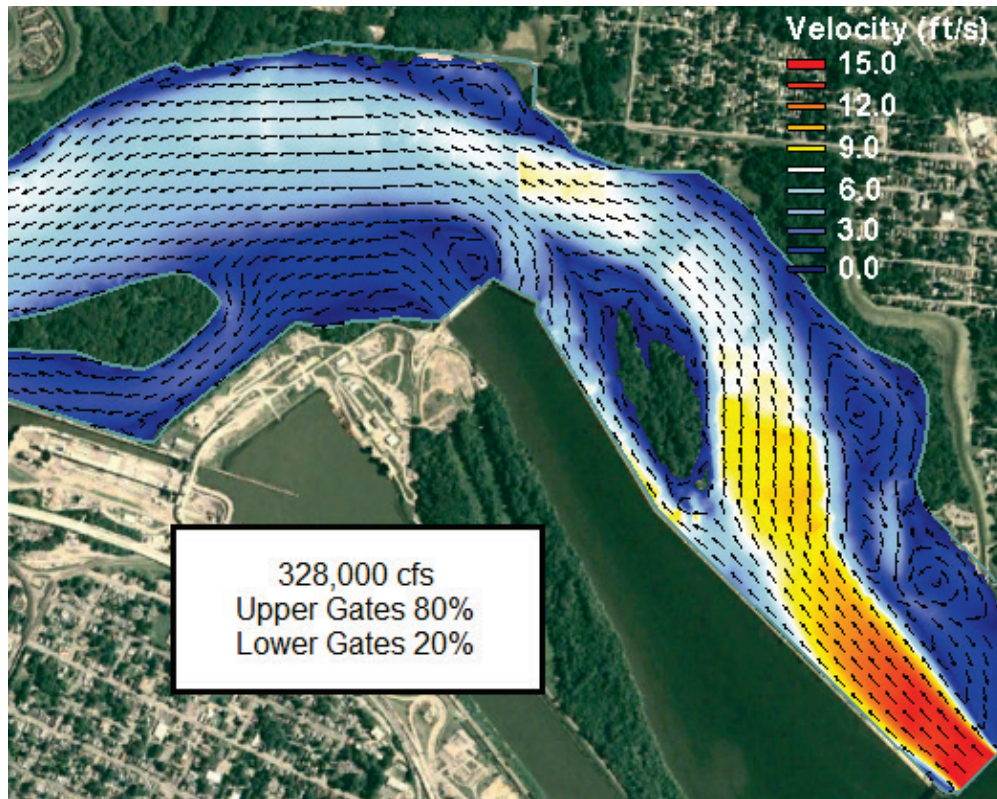 Velocity (ft/s)
15.0
12.0
9.0
6.0
3.0
0.0
328,000 cfs
Upper Gates 80%
Lower Gates 20%